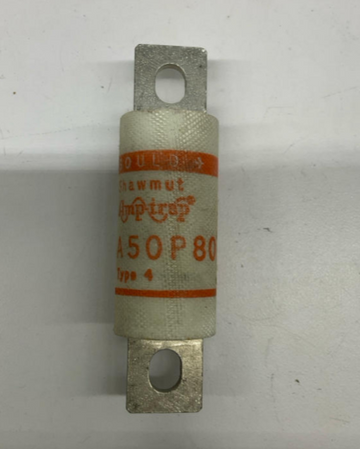 GOULD
Shawmut
Amp-trap®
A50P80
Type 4